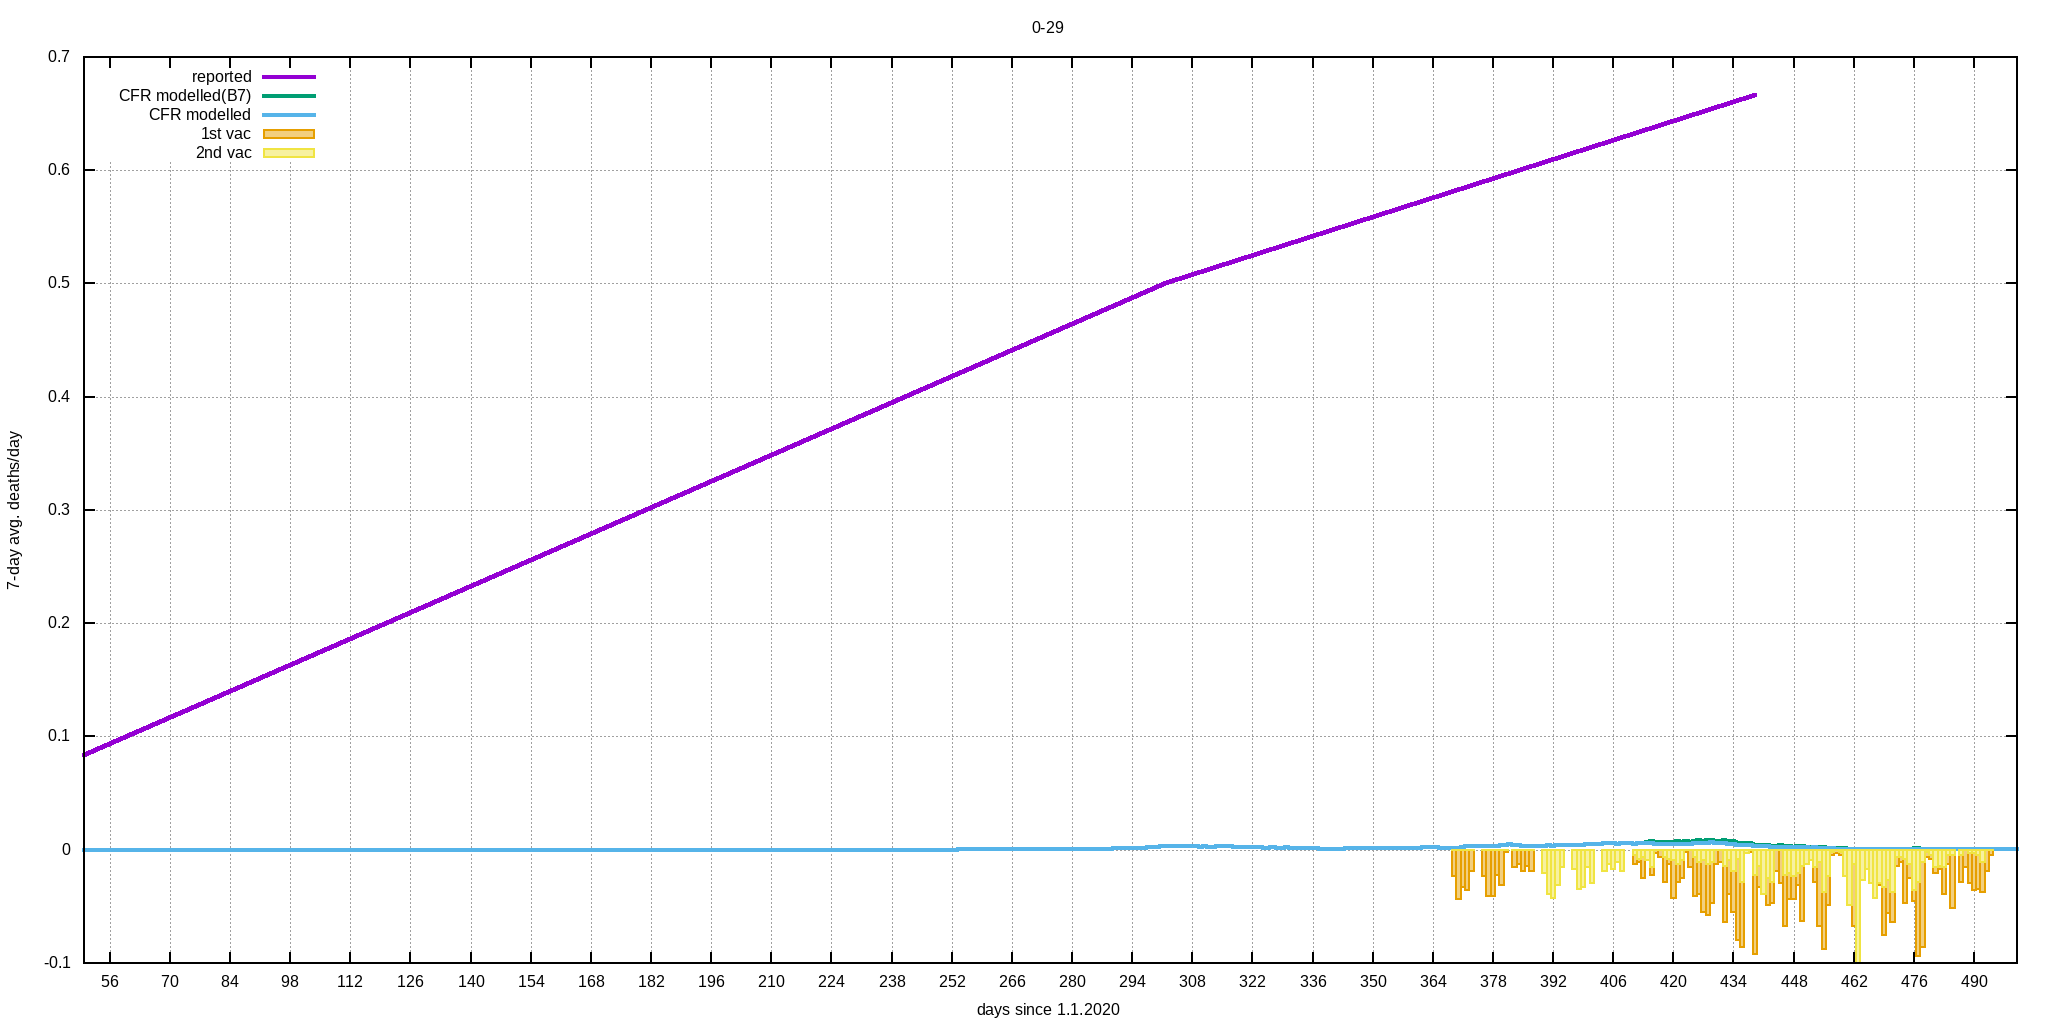 0-29
0.7
0.6
0.5
0.4
0.3
0.2
0.1
0
-0.1
7-day avg. deaths/day
reported
CFR modelled(B7)
CFR modelled
1st vac
2nd vac
56 70 84 98 112 126 140 154 168 182 196 210 224 238 252 266 280 294 308 322 336 350 364 378 392 406 420 434 448 462 476 490
days since 1.1.2020